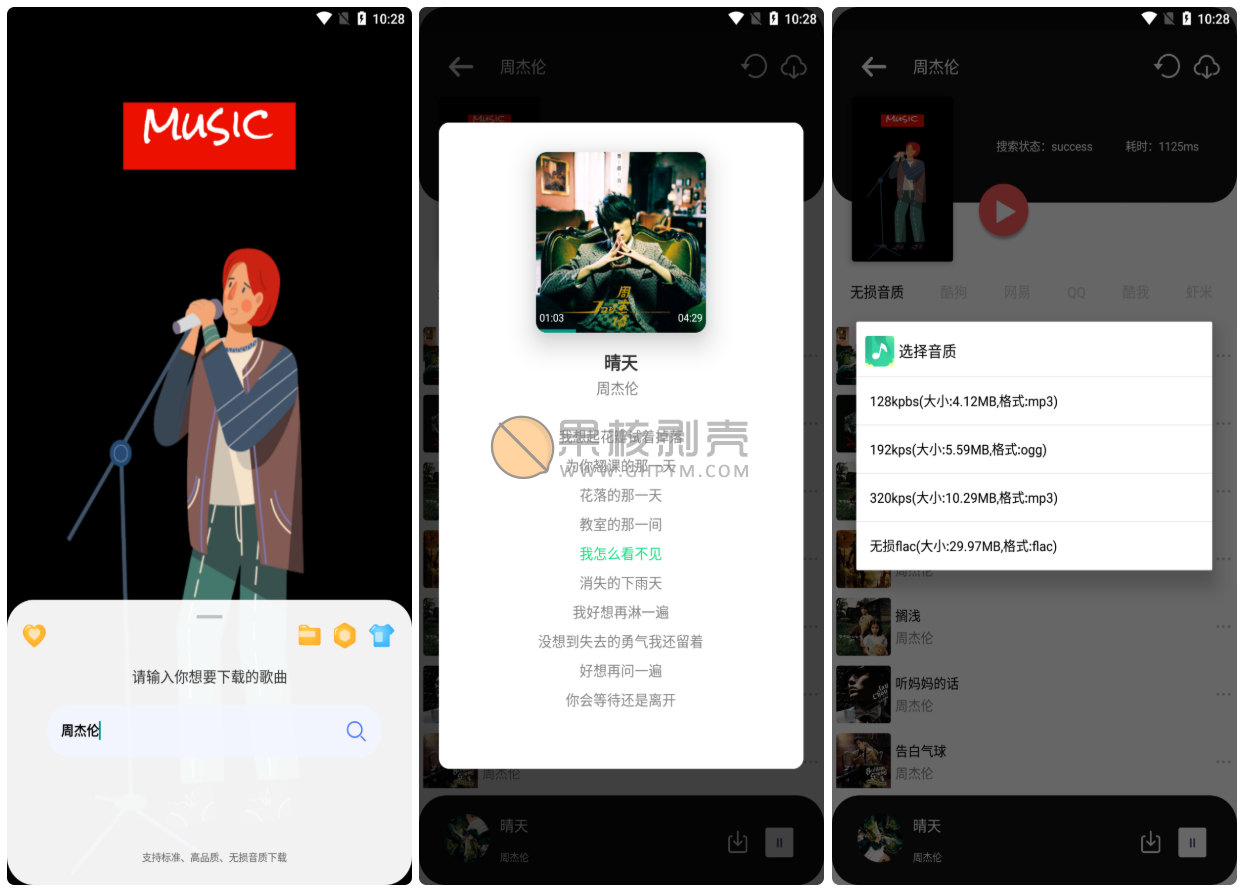 10:28
MUSIC
请输入你想要下载的歌曲
周杰伦
支持标准、高品质、无损音质下载
10:28
周杰伦
MUSIC
周杰伦
01:03
04:29
晴天
周杰伦
我想起花瓣试着掉落
为你翘课的那一天
花落的那一天
教室的那一间
我怎么看不见
消失的下雨天
我好想再淋一遍
没想到失去的勇气我还留着
好想再问一遍
你会等待还是离开
果核剥壳
WWW.GHPYM.COM
周杰伦
晴天
周杰伦
10:28
周杰伦
MUSIC
搜索状态：success
耗时：1125ms
无损音质 酷狗 网易 QQ 酷我 虾米
选择音质
128kpbs(大小:4.12MB,格式:mp3)
192kps(大小:5.59MB,格式:ogg)
320kps(大小:10.29MB,格式:mp3)
无损flac(大小:29.97MB,格式:flac)
周杰伦
搁浅
周杰伦
听妈妈的话
周杰伦
告白气球
周杰伦
晴天
周杰伦